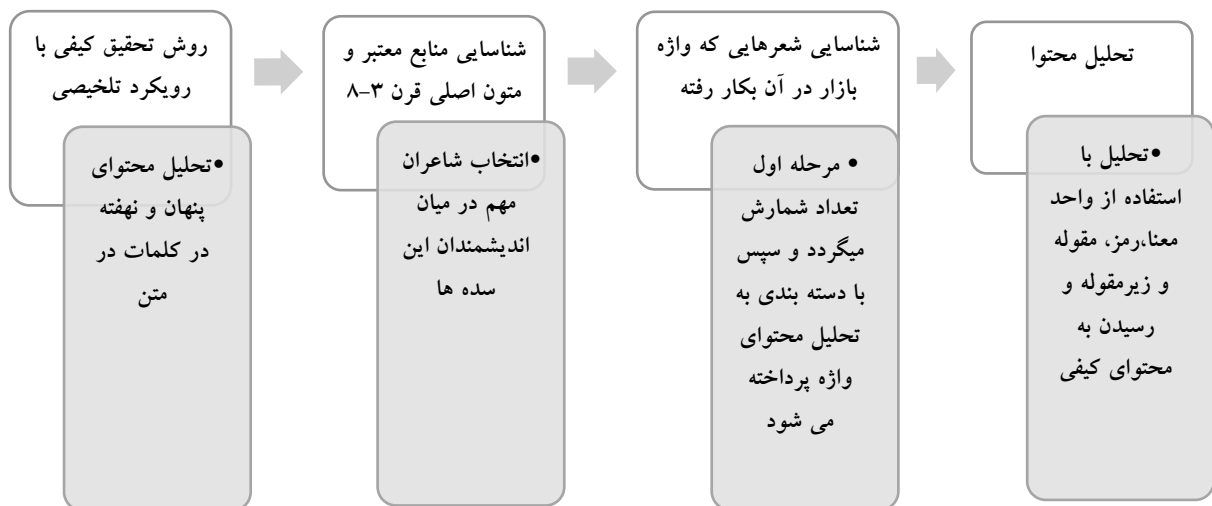 روش تحقیق کیفی با
رویکرد تلخیصی
•تحلیل محتوای
پنهان و نهفته
در کلمات در
متن
شناسایی منابع معتبر و
متون اصلی قرن ۳-۸
•انتخاب شاعران
مهم در میان
اندیشمندان این
سده ها
شناسایی شعرهایی که واژه
بازار در آن بکار رفته
• مرحله اول
تعداد شمارش
میگردد و سپس
با دسته بندی به
تحلیل محتوای
واژه پرداخته
می شود
تحلیل محتوا
•تحلیل با
استفاده از واحد
معنا،رمز، مقوله
و زیرمقوله و
رسیدن به
محتوای کیفی